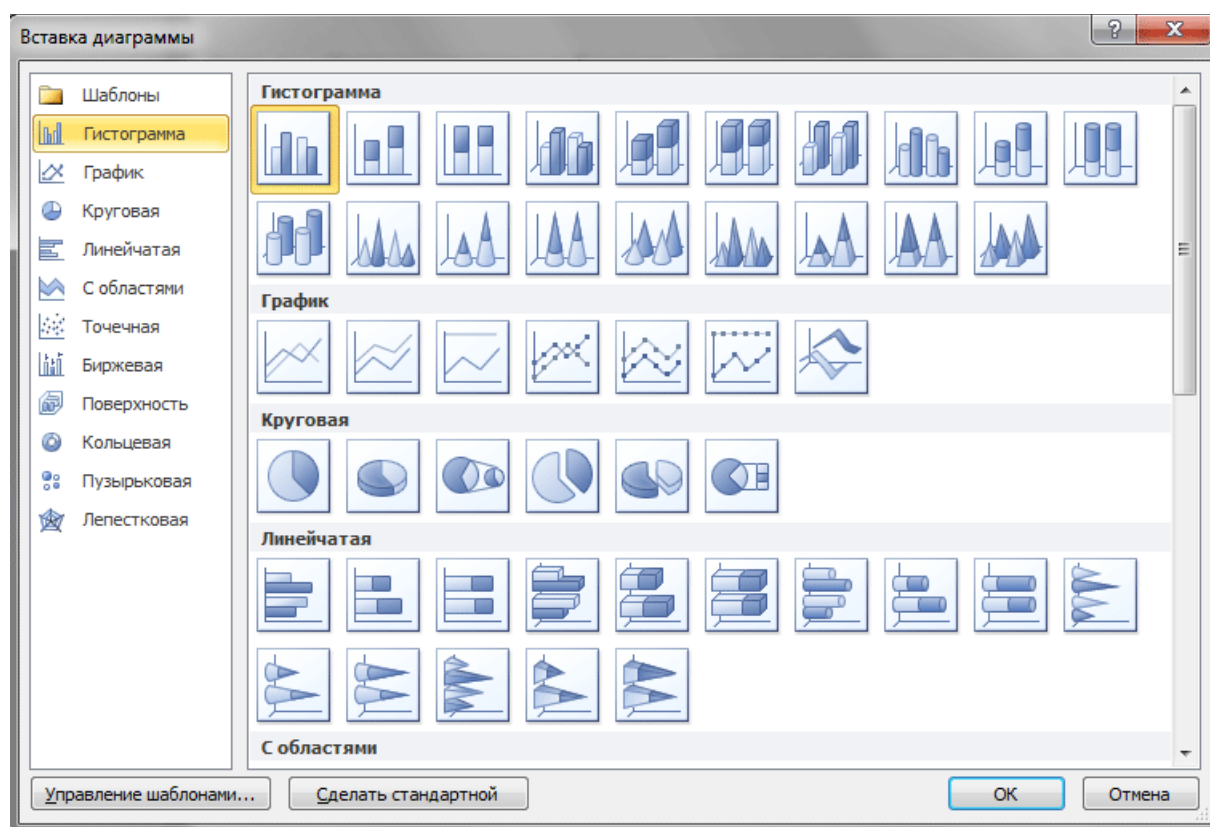 Вставка диаграммы
Шаблоны
Гистограмма
График
Круговая
Линейчатая
С областями
Точечная
Биржевая
Поверхность
Кольцевая
Пузырьковая
Лепестковая
Гистограмма
График
Круговая
Линейчатая
С областями
Управление шаблонами...
Сделать стандартной
ОК
Отмена